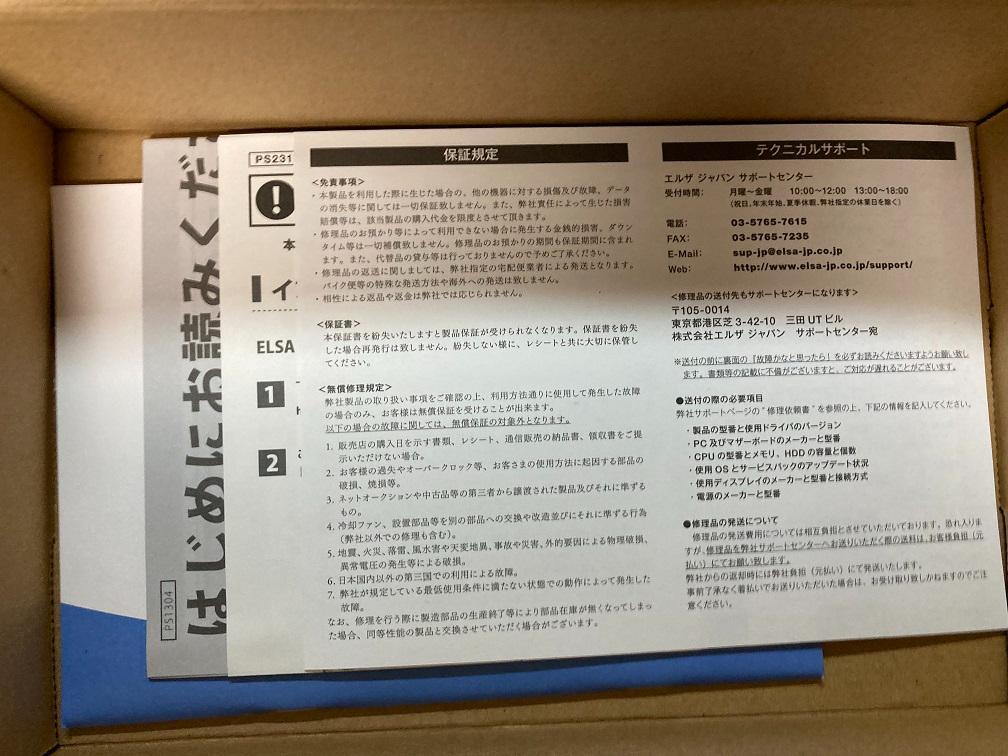 はじめにお読みくだ
PS1304
PS231
本
イ
ELSA
1
2
保証規定
<免責事項>
・本製品を利用した際に生じた場合の、他の機器に対する損傷及び故障、データ
の消失等に関しては一切保証致しません。また、弊社責任によって生じた損害
賠償等は、該当製品の購入代金を限度とさせて頂きます。
・修理品のお預かり等によって利用できない場合に発生する金銭的損害、ダウン
タイム等は一切補償致しません。修理品のお預かりの期間も保証期間に含まれ
ます。また、代替品の貸与等は行っておりませんので予めご了承ください。
・修理品の返送に関しましては、弊社指定の宅配便業者による発送となります。
バイク便等の特殊な発送方法や海外への発送は致しません。
・相性による返品や返金は弊社では応じられません。
<保証書>
本保証書を紛失いたしますと製品保証が受けられなくなります。保証書を紛失
した場合再発行は致しません。紛失しない様に、レシートと共に大切に保管し
てください。
<無償修理規定>
弊社製品の取り扱い事項をご確認の上、利用方法通りに使用して発生した故障
の場合のみ、お客様は無償保証を受けることが出来ます。
以下の場合の故障に関しては、無償保証の対象外となります。
1. 販売店の購入日を示す書類、レシート、通信販売の納品書、領収書をご提
示いただけない場合。
2. お客様の過失やオーバークロック等、お客さまの使用方法に起因する部品の
破損、焼損等。
3. ネットオークションや中古品等の第三者から譲渡された製品及びそれに準ずる
もの。
4. 冷却ファン、設置部品等を別の部品への交換や改造並びにそれに準ずる行為
(弊社以外での修理も含む)。
5. 地震、火災、落雷、風水害や天変地異、事故や災害、外的要因による物理破損、
異常電圧の発生等による破損。
6. 日本国内以外の第三国での利用による故障。
7. 弊社が規定している最低使用条件に満たない状態での動作によって発生した
故障。
なお、修理を行う際に製造部品の生産終了等により部品在庫が無くなってしまっ
た場合、同等性能の製品と交換させていただく場合がございます。
テクニカルサポート
エルザ ジャパン サポートセンター
受付時間: 月曜〜金曜 10:00〜12:00 13:00〜18:00
(祝日、年末年始、夏季休暇、弊社指定の休業日を除く)
電話: 03-5765-7615
FAX: 03-5765-7235
E-Mail: sup-jp@elsa-jp.co.jp
Web: http://www.elsa-jp.co.jp/support/
<修理品の送付先もサポートセンターになります>
〒105-0014
東京都港区芝 3-42-10 三田 UT ビル
株式会社エルザ ジャパン サポートセンター宛
※送付の前に裏面の『故障かなと思ったら』を必ずお読みくださいますようお願い致し
ます。書類等の記載に不備がございますと、ご対応が遅れることがございます。
●送付の際の必要項目
弊社サポートページの"修理依頼書"を参照の上、下記の情報を記入してください。
・製品の型番と使用ドライバのバージョン
・PC 及びマザーボードのメーカーと型番
・CPU の型番とメモリ、HDD の容量と個数
・使用 OS とサービスパックのアップデート状況
・使用ディスプレイのメーカーと型番と接続方式
・電源のメーカーと型番
●修理品の発送について
修理品の発送費用については相互負担とさせていただいております。恐れ入りま
すが、修理品を弊社サポートセンターへお送りいただく際の送料は、お客様負担(元
払い)にてお願い致します。
弊社からの返却時には弊社負担(元払い)にて発送いたします。
事前了承なく着払いでお送りいただいた場合は、お受け取り致しかねますのでご注
意ください。